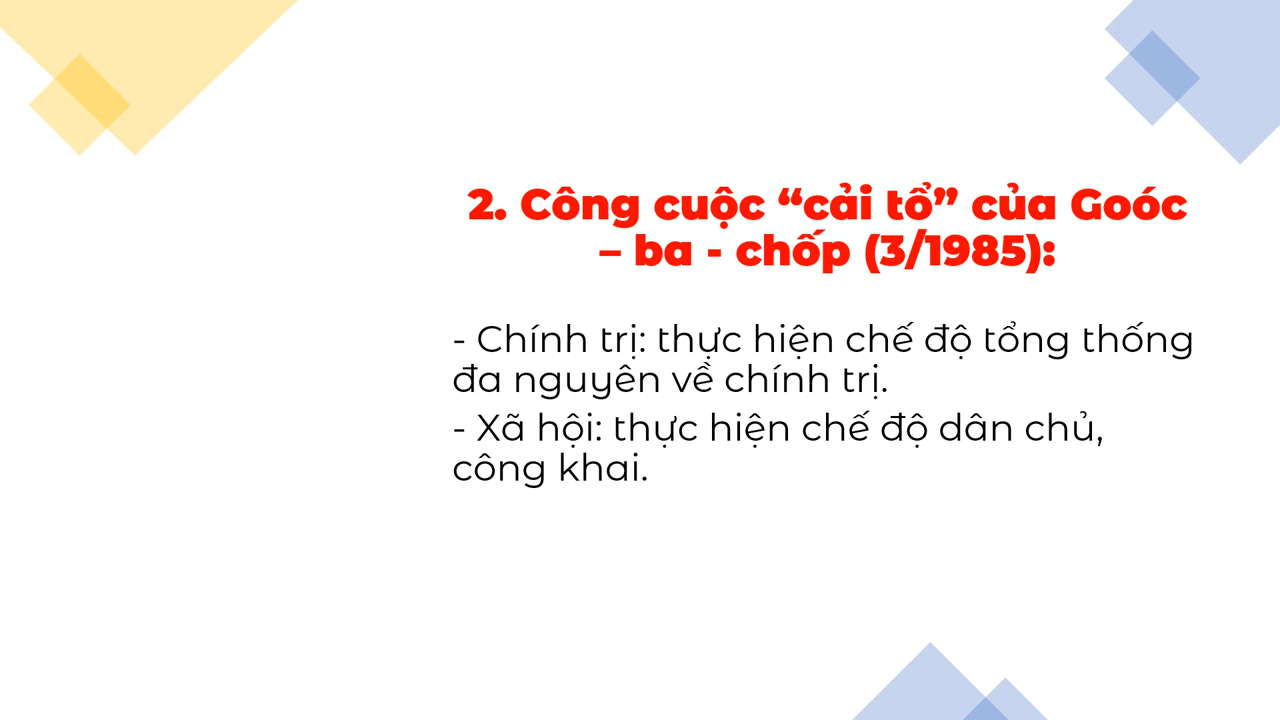 2. Công cuộc “cải tổ” của Goóc
– ba - chốp (3/1985):
- Chính trị: thực hiện chế độ tổng thống
đa nguyên về chính trị.
- Xã hội: thực hiện chế độ dân chủ,
công khai.